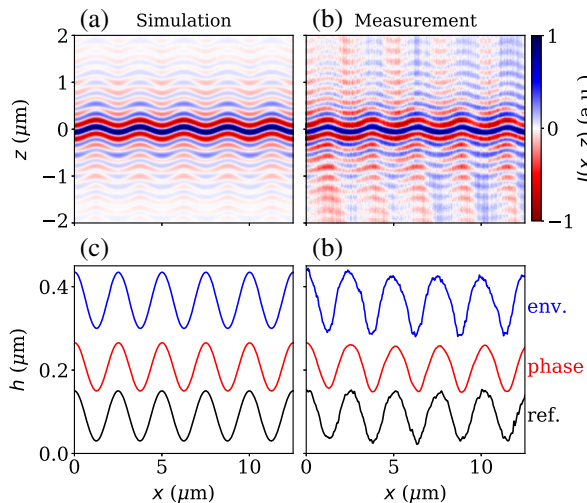 (a) Simulation
(b) Measurement
2
1
0
−1
−2
z (μm)
1
0
−1
I(x, z) (a.u.)
(c)
(b)
0.4
0.2
0.0
h (μm)
env.
phase
ref.
0 5 10
0 5 10
x (μm)
x (μm)